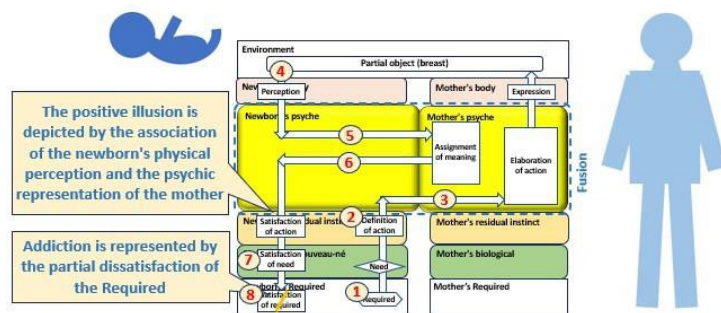 Environment
Partial object (breast)
4
Perception
Mother's body
Expression
The positive illusion is
depicted by the association
of the newborn's physical
perception and the psychic
representation of the mother
Newborn's psyche
Mother's psyche
5
6
Assignment
of meaning
Elaboration
of action
Fusion
3
2
Satisfaction
of action
Definition
of action
Mother's residual instinct
Addiction is represented by
the partial dissatisfaction of
the Required
7
Satisfaction
of need
Need
Mother's biological
8
Satisfaction
of required
1
Required
Mother's Required